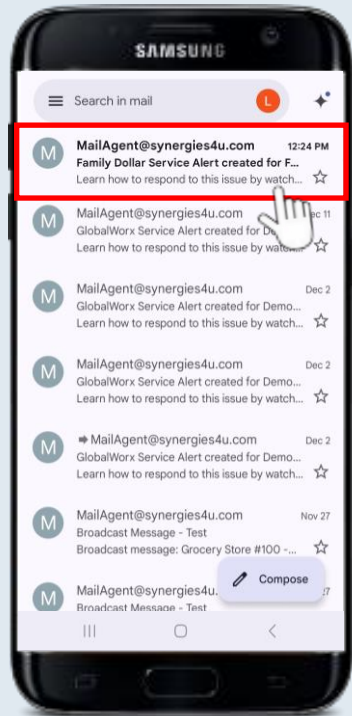 SAMSUNG
Search in mail
L
M
MailAgent@synergies4u.com 12:24 PM
Family Dollar Service Alert created for F...
Learn how to respond to this issue by watch...
M
MailAgent@synergies4u.com ec 11
GlobalWorx Service Alert created for De
Learn how to respond to this issue by watch...
M
MailAgent@synergies4u.com Dec 2
GlobalWorx Service Alert created for Demo...
Learn how to respond to this issue by watch...
M
MailAgent@synergies4u.com Dec 2
GlobalWorx Service Alert created for Demo...
Learn how to respond to this issue by watch...
M
MailAgent@synergies4u.com Dec 2
GlobalWorx Service Alert created for Demo...
Learn how to respond to this issue by watch...
M
MailAgent@synergies4u.com Nov 27
Broadcast Message - Test
Broadcast message: Grocery Store #100 -...
M
MailAgent@synergies4u. 7
Broadcast Message - Test
Compose